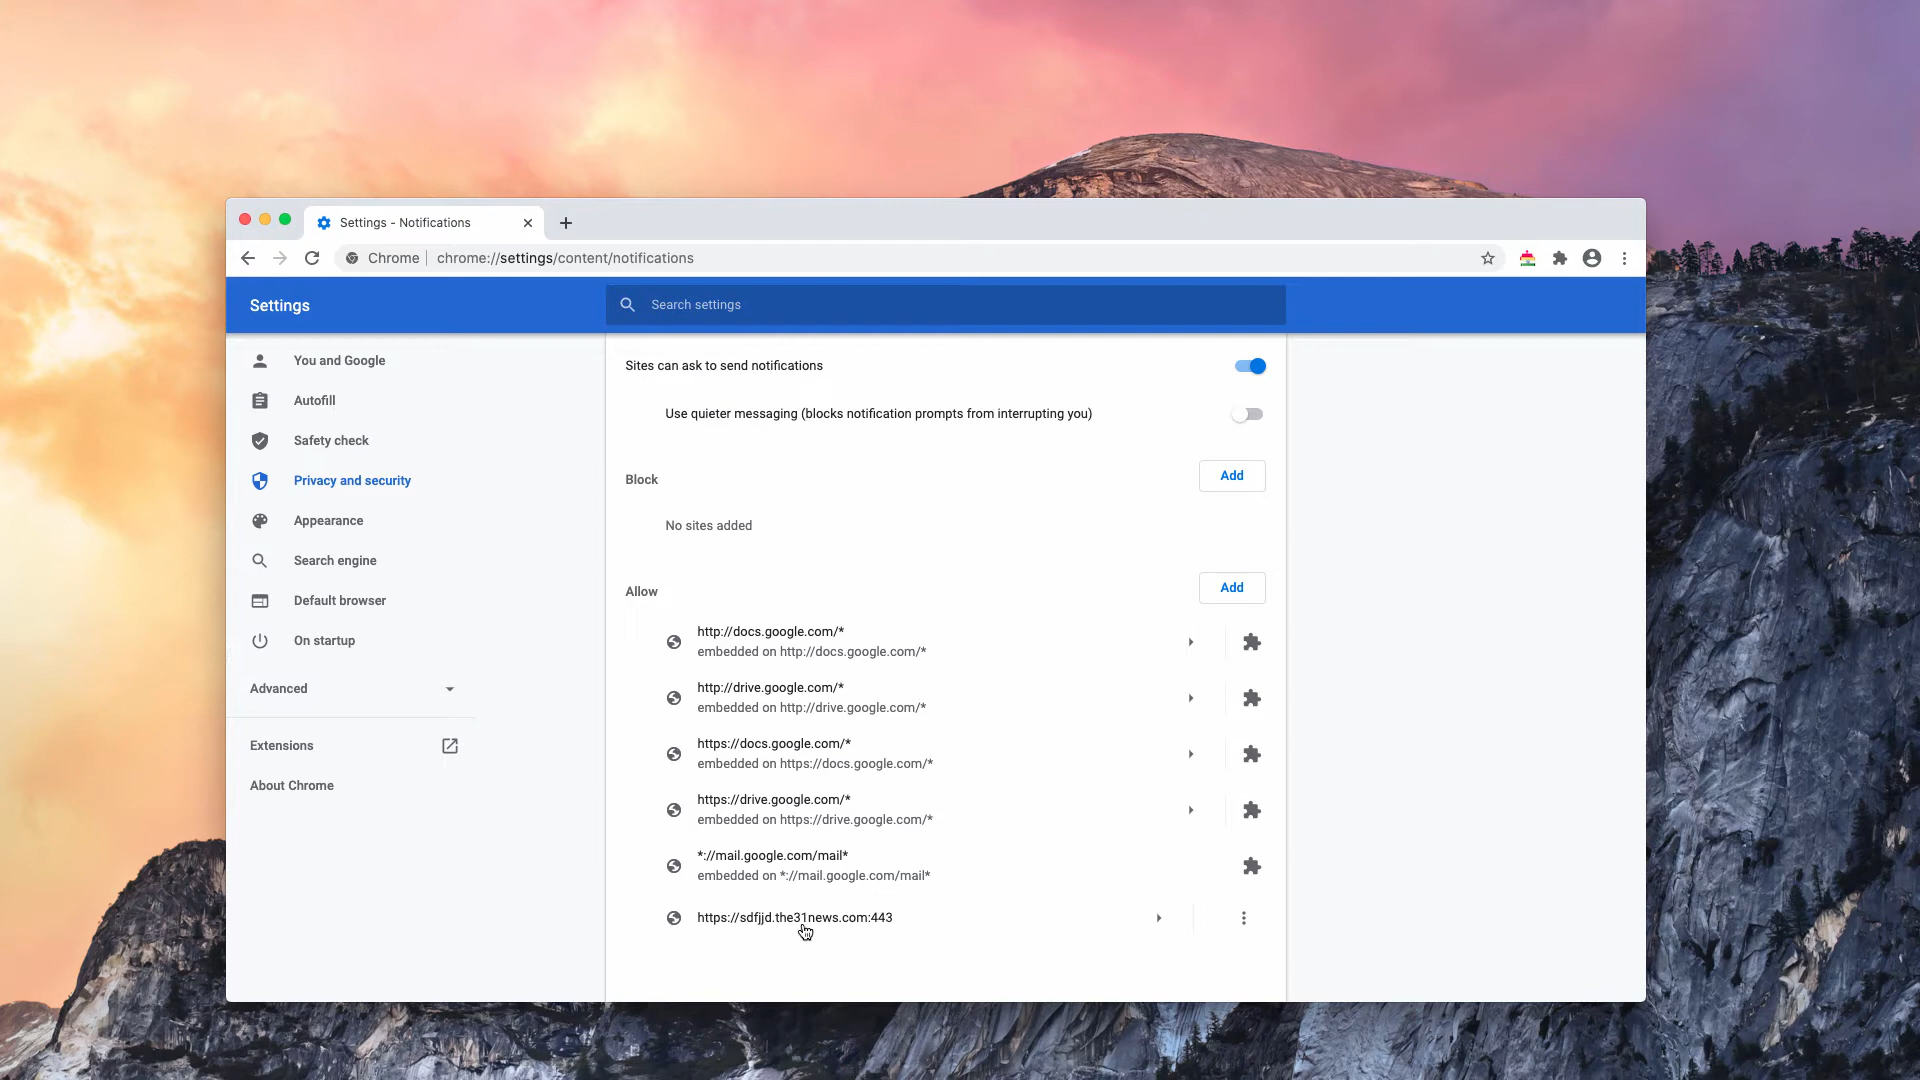 Settings - Notifications
Chrome
chrome://settings/content/notifications
Settings
Search settings
You and Google
Autofill
Safety check
Privacy and security
Appearance
Search engine
Default browser
On startup
Advanced
Extensions
About Chrome
Sites can ask to send notifications
Use quieter messaging (blocks notification prompts from interrupting you)
Block
Add
No sites added
Allow
Add
http://docs.google.com/*
embedded on http://docs.google.com/*
http://drive.google.com/*
embedded on http://drive.google.com/*
https://docs.google.com/*
embedded on https://docs.google.com/*
https://drive.google.com/*
embedded on https://drive.google.com/*
*://mail.google.com/mail*
embedded on *://mail.google.com/mail*
https://sdfjjd.the31news.com:443